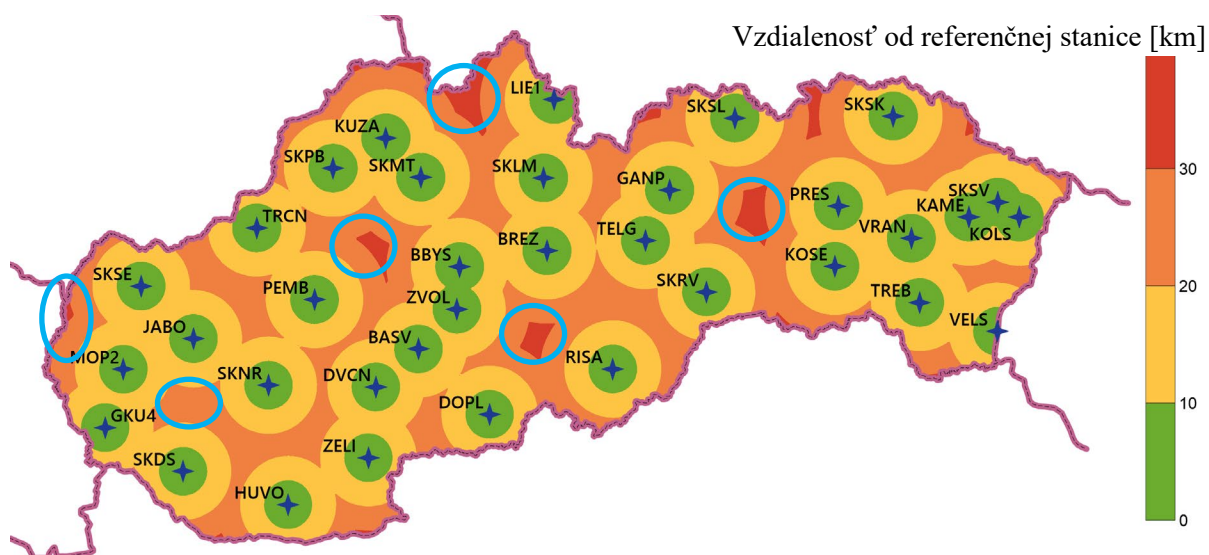 Vzdialenosť od referenčnej stanice [km]
LIE1
SKSL
SKSK
KUZA
SKPB
SKMT
SKLM
GANP
PRES
SKSV
KAME
KOLS
TRCN
TELG
VRAN
BREZ
BBYS
KOSE
SKSE
PEMB
SKRV
TREB
ZVOL
VELS
JABO
BASV
MOP2
SKNR
DVCN
RISA
DOPL
GKU4
ZELI
SKDS
HUVO
30
20
10
0